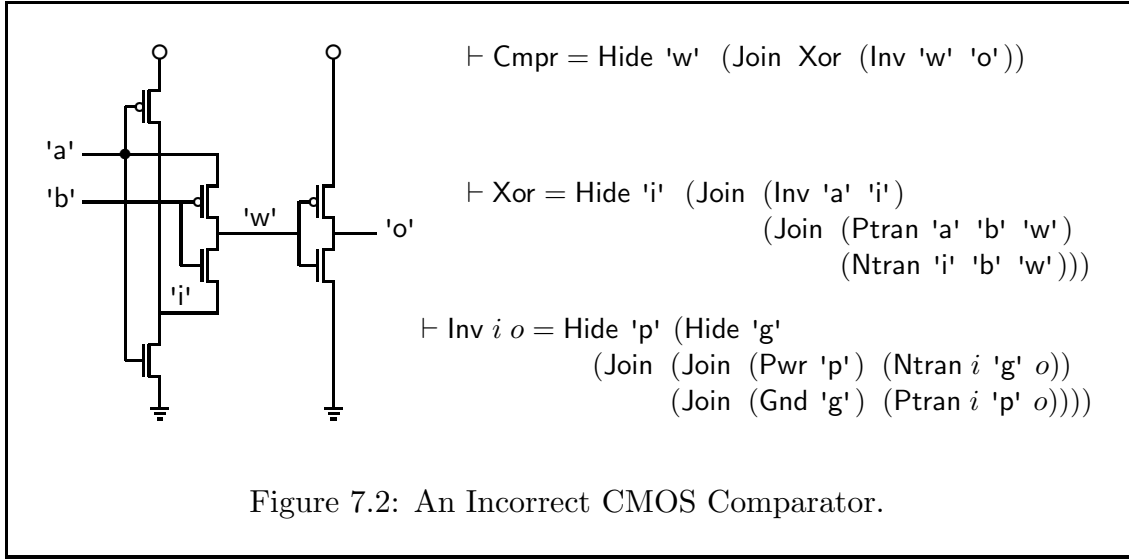 ⊢ Cmpr = Hide 'w' (Join Xor (Inv 'w' 'o'))
'a'
'b'
'w'
'o'
'i'
⊢ Xor = Hide 'i' (Join (Inv 'a' 'i')
(Join (Ptran 'a' 'b' 'w')
(Ntran 'i' 'b' 'w')))
⊢ Inv i o = Hide 'p' (Hide 'g'
(Join (Join (Pwr 'p') (Ntran i 'g' o))
(Join (Gnd 'g') (Ptran i 'p' o))))
Figure 7.2: An Incorrect CMOS Comparator.